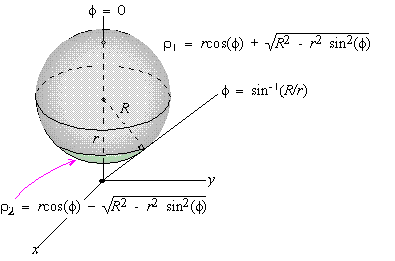 ϕ = 0
ρ₁ = rcos(ϕ) + √(R² - r² sin²(ϕ))
ϕ = sin⁻¹(R/r)
R
r
y
ρ₂ = rcos(ϕ) − √(R² - r² sin²(ϕ))
x